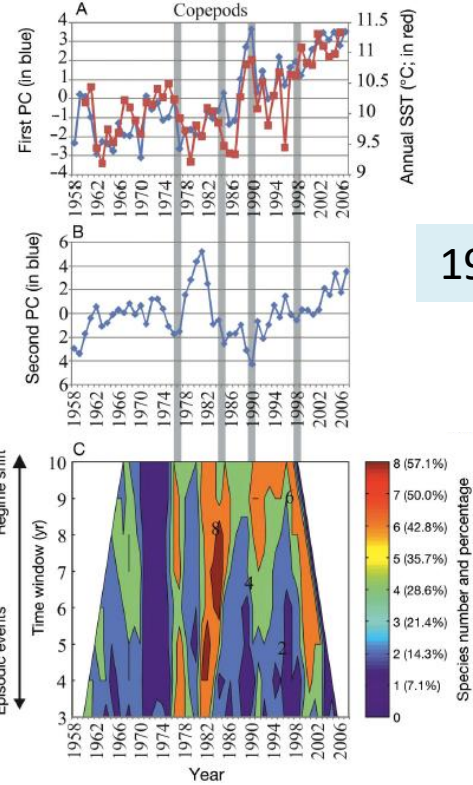 Copepods
A
First PC (in blue)
4
3
2
1
0
−1
−2
−3
−4
11.5
11
10.5
10
9.5
9
Annual SST (°C; in red)
1958 1962 1966 1970 1974 1978 1982 1986 1990 1994 1998 2002 2006
B
Second PC (in blue)
6
4
2
0
2
4
6
1958 1962 1966 1970 1974 1978 1982 1986 1990 1994 1998 2002 2006
19
C
Regime shift
Episodic events
Time window (yr)
10
9
8
7
6
5
4
3
6
8
4
2
1958 1962 1966 1970 1974 1978 1982 1986 1990 1994 1998 2002 2006
Year
8 (57.1%)
7 (50.0%)
6 (42.8%)
5 (35.7%)
4 (28.6%)
3 (21.4%)
2 (14.3%)
1 (7.1%)
0
Species number and percentage